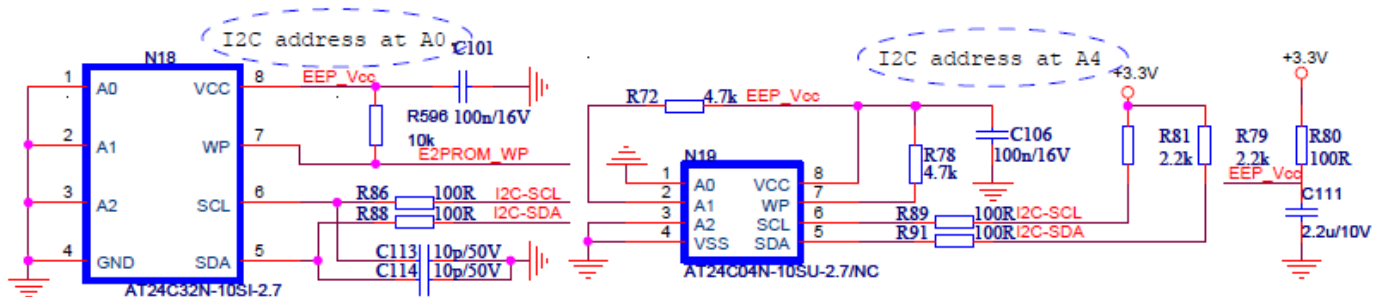 I2C address at A0
C101
100n/16V
N18
1 A0
2 A1
3 A2
4 GND
VCC 8
WP 7
SCL 6
SDA 5
AT24C32N-10SI-2.7
EEP_Vcc
R596
10k
E2PROM_WP
R86 100R I2C-SCL
R88 100R I2C-SDA
C113 10p/50V
C114 10p/50V
I2C address at A4
R72 4.7k EEP_Vcc
N19
1 A0
2 A1
3 A2
4 VSS
VCC 8
WP 7
SCL 6
SDA 5
AT24C04N-10SU-2.7/NC
R78
4.7k
C106
100n/16V
R89 100R I2C-SCL
R91 100R I2C-SDA
+3.3V
R81
2.2k
R79
2.2k
+3.3V
R80
100R
EEP_Vcc
C111
2.2u/10V